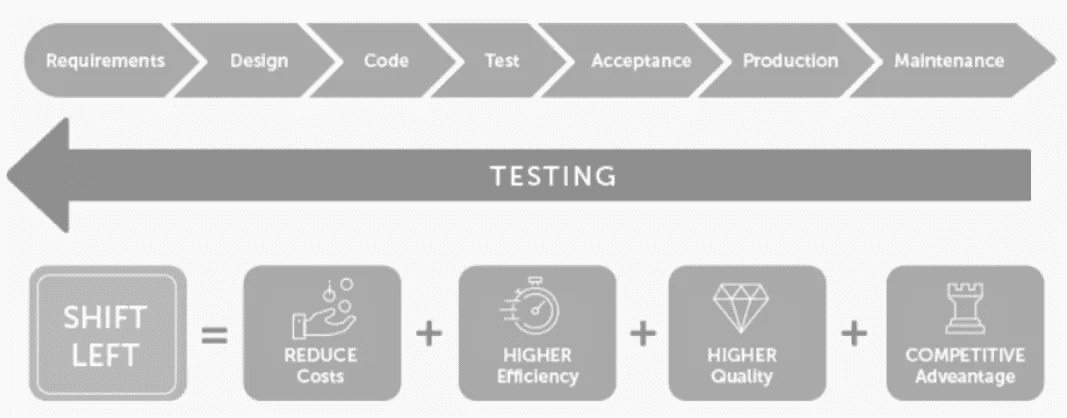 Requirements Design Code Test Acceptance Production Maintenance
TESTING
SHIFT
LEFT
=
REDUCE
Costs
+
HIGHER
Efficiency
+
HIGHER
Quality
+
COMPETITIVE
Adveantage